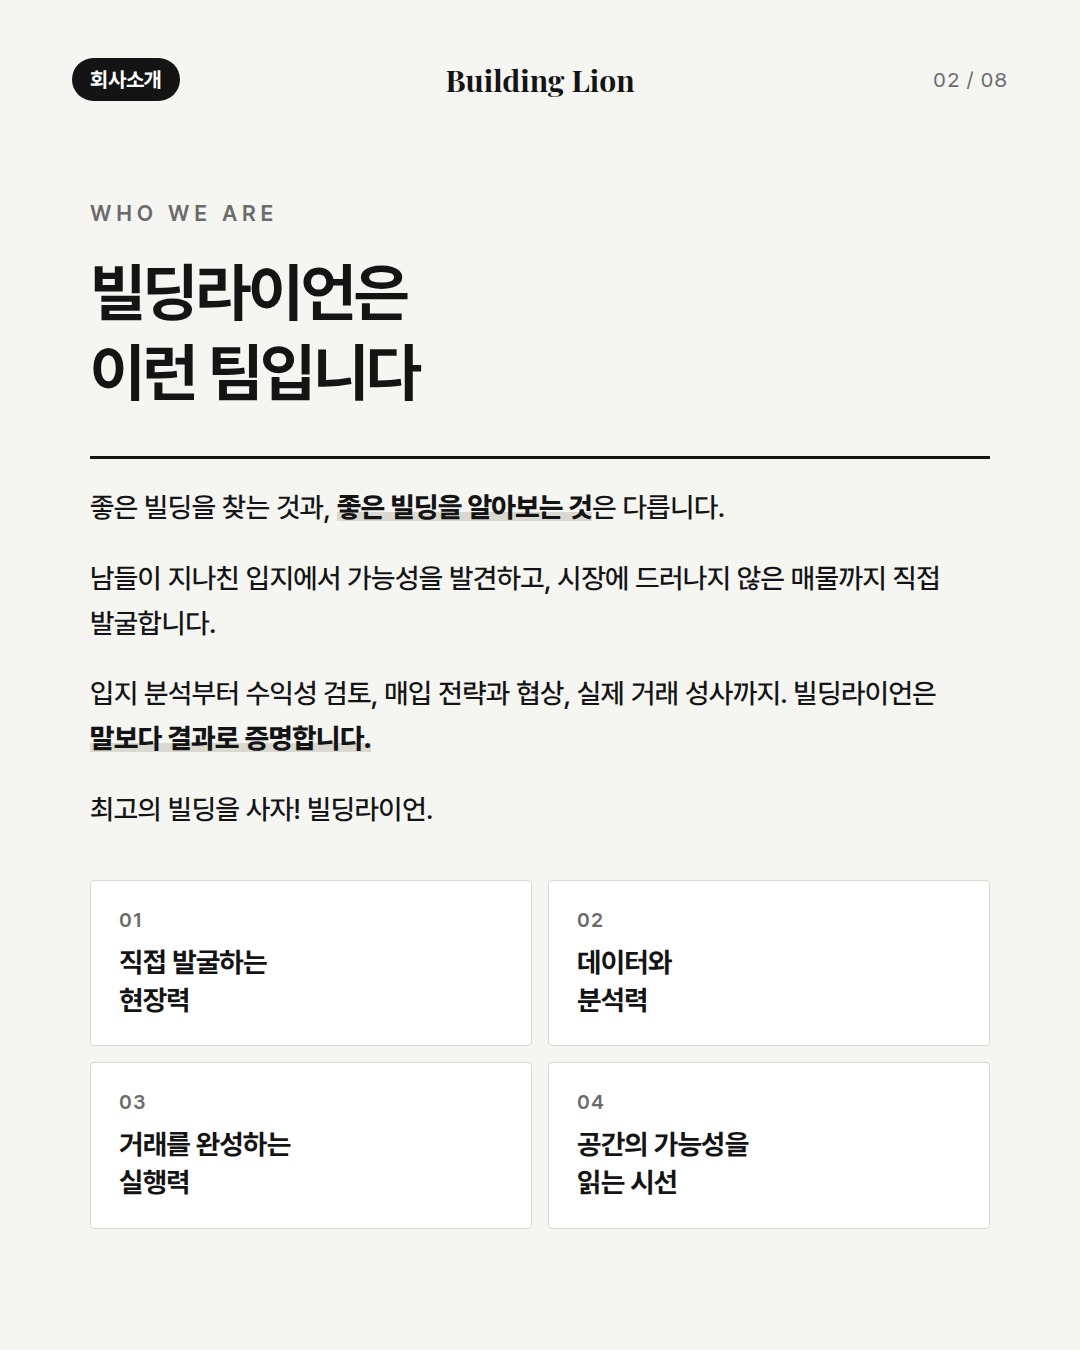 회사소개
Building Lion
02 / 08
WHO WE ARE
빌딩라이언은
이런 팀입니다
좋은 빌딩을 찾는 것과, 좋은 빌딩을 알아보는 것은 다릅니다.
남들이 지나친 입지에서 가능성을 발견하고, 시장에 드러나지 않은 매물까지 직접
발굴합니다.
입지 분석부터 수익성 검토, 매입 전략과 협상, 실제 거래 성사까지. 빌딩라이언은
말보다 결과로 증명합니다.
최고의 빌딩을 사자! 빌딩라이언.
01
직접 발굴하는
현장력
02
데이터와
분석력
03
거래를 완성하는
실행력
04
공간의 가능성을
읽는 시선